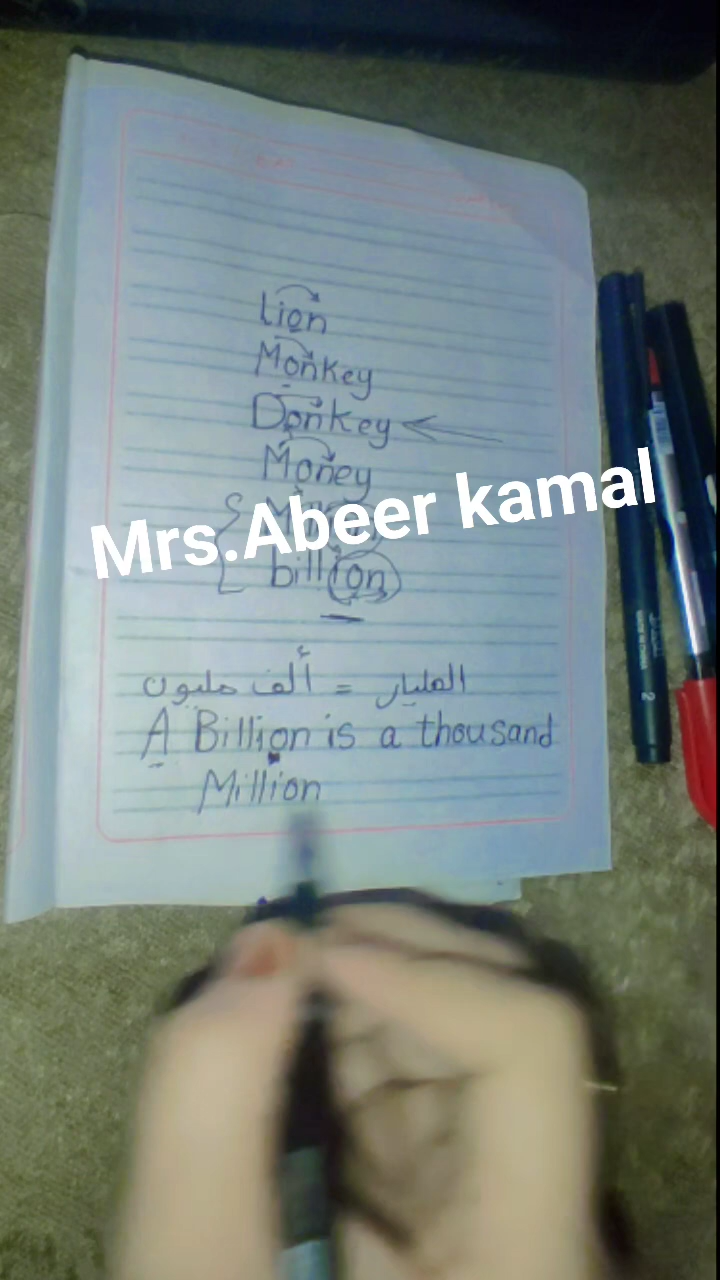 Lion
Monkey
Donkey
Money
Mrs.Abeer kamal
billion
المليار = ألف مليون
A Billion is a thousand
Million